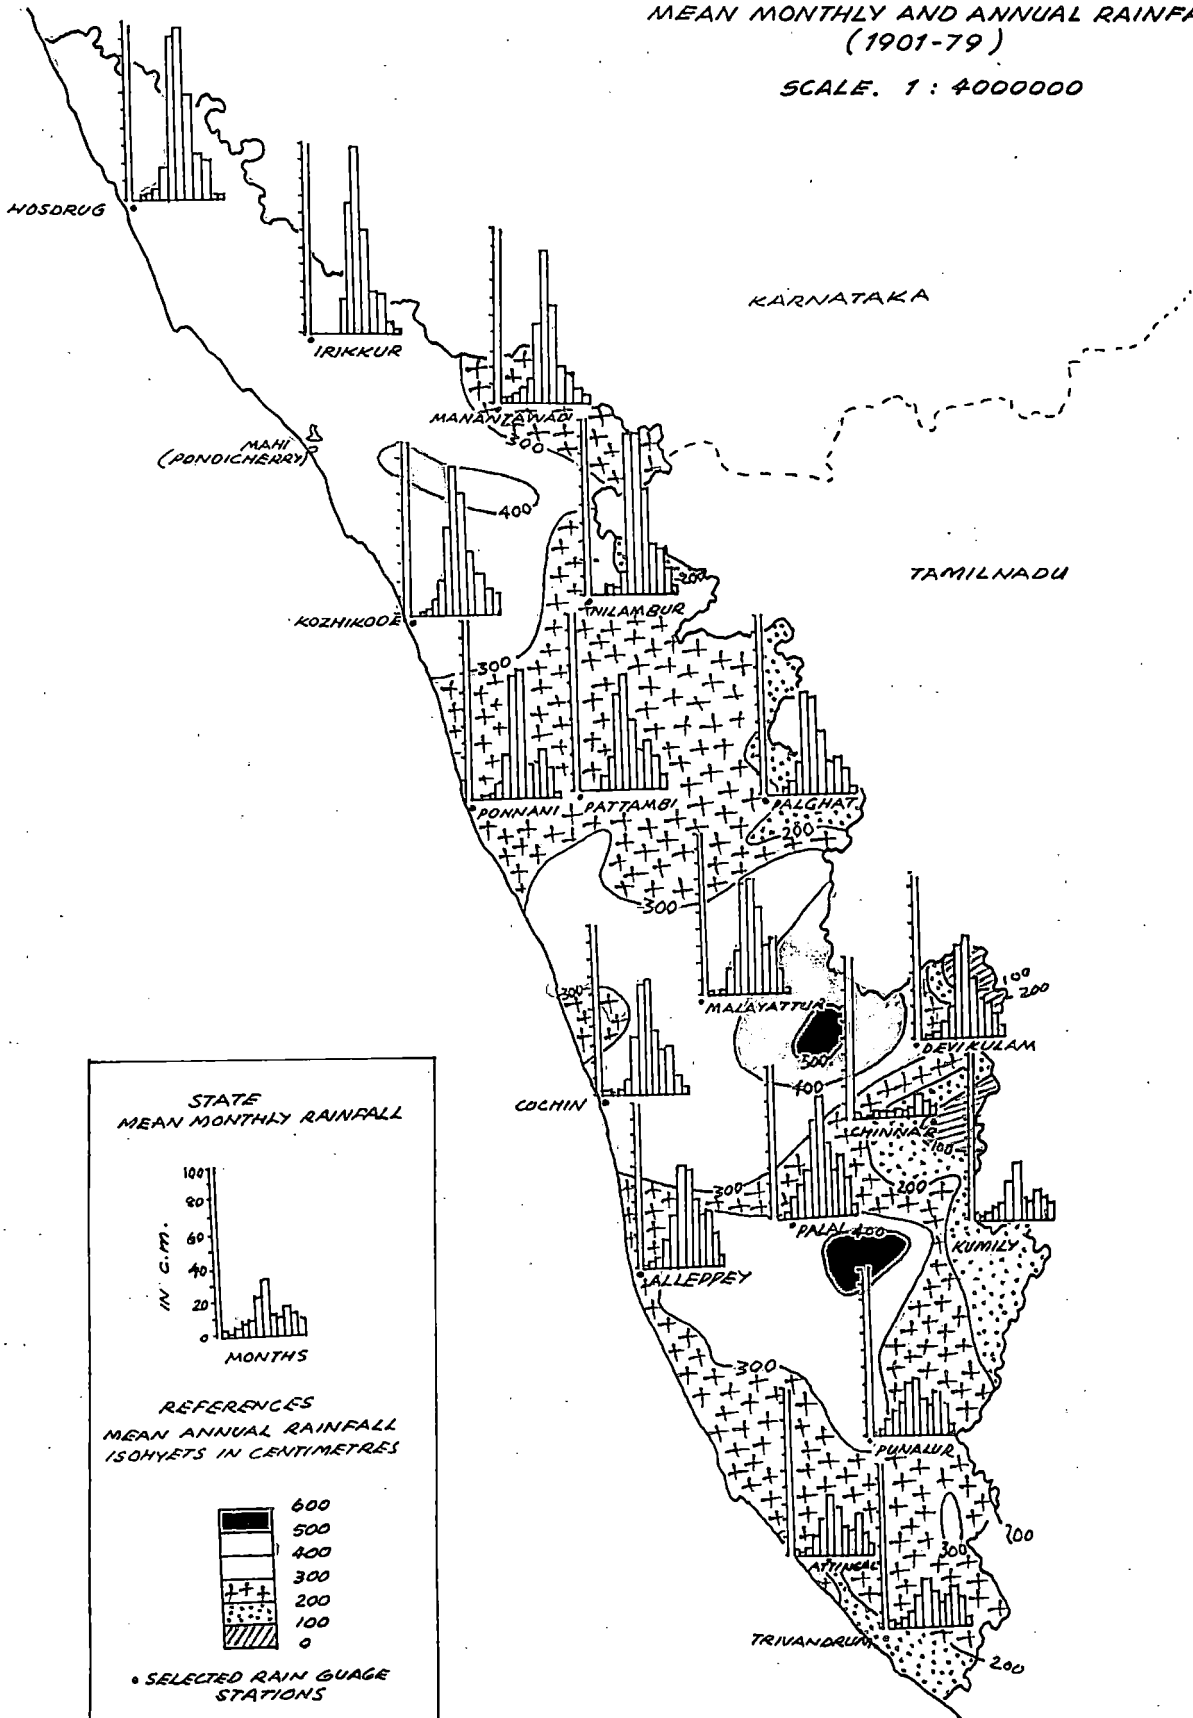 MEAN MONTHLY AND ANNUAL RAINFA
(1901-79)
SCALE. 1 : 4000000
HOSDRUG
IRIKKUR
KARNATAKA
MANANTAWADI
300
MAHI
(PONDICHERRY)
400
TAMILNADU
200
NILAMBUR
KOZHIKODE
300
PONNANI
PATTAMBI
PALGHAT
200
300
300
MALAYATTUR
100
200
500
DEVIKULAM
400
COCHIN
CHINNAR
100
300
200
PALAI
400
KUMILY
ALLEPPEY
300
PUNALUR
200
300
ATTINGAL
TRIVANDRUM
200
STATE
MEAN MONTHLY RAINFALL
100
80
60
40
20
0
IN C.M.
MONTHS
REFERENCES
MEAN ANNUAL RAINFALL
ISOHYETS IN CENTIMETRES
600
500
400
300
200
100
0
• SELECTED RAIN GUAGE
STATIONS